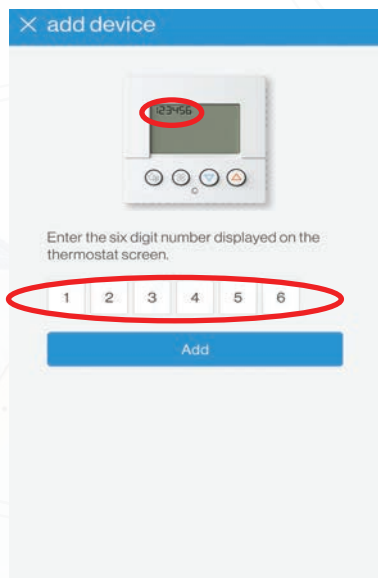 × add device
123456
Enter the six digit number displayed on the
thermostat screen.
1 2 3 4 5 6
Add